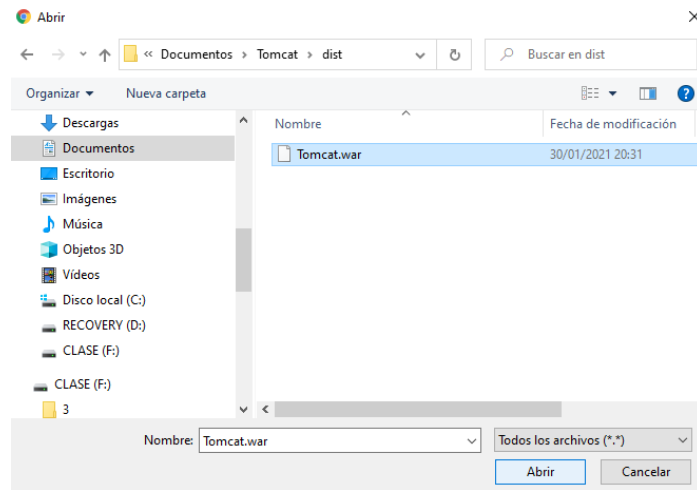 Abrir
« Documentos › Tomcat › dist
Buscar en dist
Organizar
Nueva carpeta
Descargas
Documentos
Escritorio
Imágenes
Música
Objetos 3D
Vídeos
Disco local (C:)
RECOVERY (D:)
CLASE (F:)
CLASE (F:)
3
Nombre
Fecha de modificación
Tomcat.war
30/01/2021 20:31
Nombre: Tomcat.war
Todos los archivos (*.*)
Abrir
Cancelar